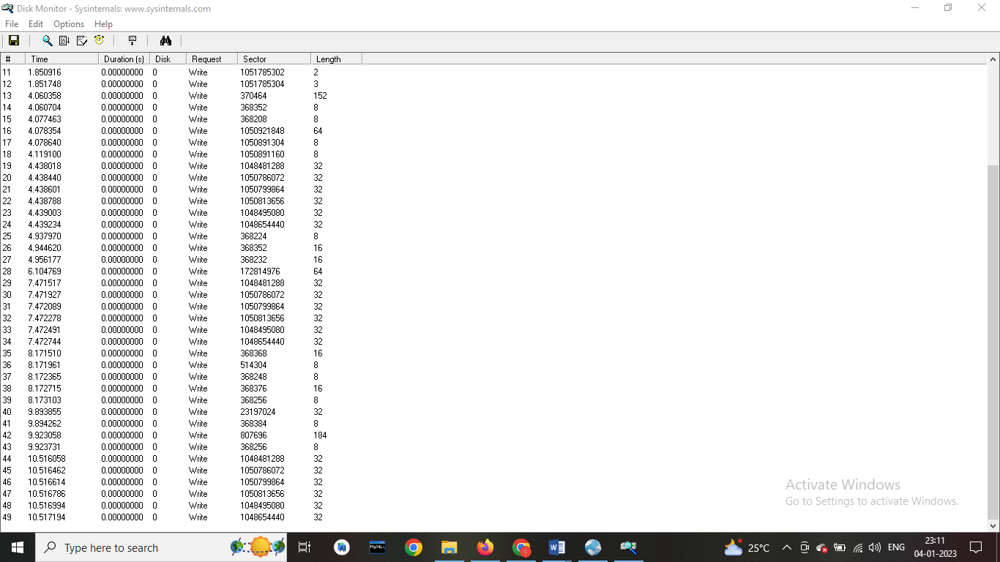 Disk Monitor - Sysinternals: www.sysinternals.com
File Edit Options Help
# Time Duration (s) Disk Request Sector Length
11 1.850916 0.00000000 0 Write 1051785302 2
12 1.851748 0.00000000 0 Write 1051785304 3
13 4.060358 0.00000000 0 Write 370464 152
14 4.060704 0.00000000 0 Write 368352 8
15 4.077463 0.00000000 0 Write 368208 8
16 4.078354 0.00000000 0 Write 1050921848 64
17 4.078640 0.00000000 0 Write 1050891304 8
18 4.119100 0.00000000 0 Write 1050891160 8
19 4.438018 0.00000000 0 Write 1048481288 32
20 4.438440 0.00000000 0 Write 1050786072 32
21 4.438601 0.00000000 0 Write 1050799864 32
22 4.438788 0.00000000 0 Write 1050813656 32
23 4.439003 0.00000000 0 Write 1048495080 32
24 4.439234 0.00000000 0 Write 1048654440 32
25 4.937970 0.00000000 0 Write 368224 8
26 4.944620 0.00000000 0 Write 368352 16
27 4.956177 0.00000000 0 Write 368232 16
28 6.104769 0.00000000 0 Write 172814976 64
29 7.471517 0.00000000 0 Write 1048481288 32
30 7.471927 0.00000000 0 Write 1050786072 32
31 7.472089 0.00000000 0 Write 1050799864 32
32 7.472278 0.00000000 0 Write 1050813656 32
33 7.472491 0.00000000 0 Write 1048495080 32
34 7.472744 0.00000000 0 Write 1048654440 32
35 8.171510 0.00000000 0 Write 368368 16
36 8.171961 0.00000000 0 Write 514304 8
37 8.172365 0.00000000 0 Write 368248 8
38 8.172715 0.00000000 0 Write 368376 16
39 8.173103 0.00000000 0 Write 368256 8
40 9.893855 0.00000000 0 Write 23197024 32
41 9.894262 0.00000000 0 Write 368384 8
42 9.923058 0.00000000 0 Write 807696 184
43 9.923731 0.00000000 0 Write 368256 8
44 10.516058 0.00000000 0 Write 1048481288 32
45 10.516462 0.00000000 0 Write 1050786072 32
46 10.516614 0.00000000 0 Write 1050799864 32
47 10.516786 0.00000000 0 Write 1050813656 32
48 10.516994 0.00000000 0 Write 1048495080 32
49 10.517194 0.00000000 0 Write 1048654440 32
Activate Windows
Go to Settings to activate Windows.
Type here to search
MySQL
25°C
ENG
23:11
04-01-2023